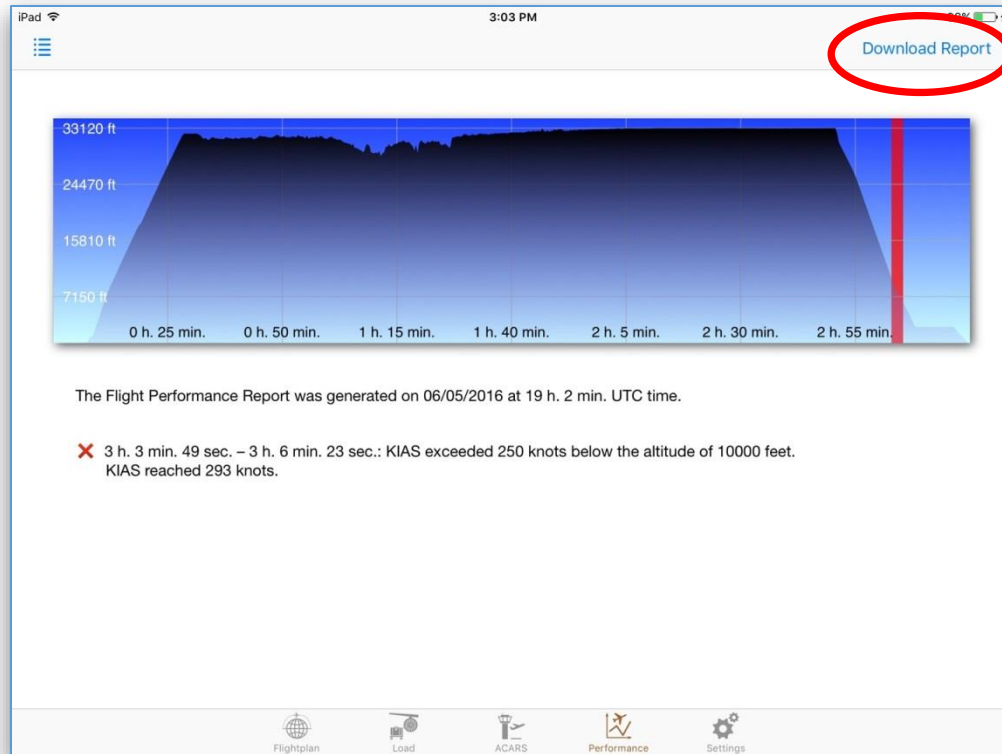 iPad 3:03 PM
Download Report
33120 ft
24470 ft
15810 ft
7150 ft
0 h. 25 min. 0 h. 50 min. 1 h. 15 min. 1 h. 40 min. 2 h. 5 min. 2 h. 30 min. 2 h. 55 min.
The Flight Performance Report was generated on 06/05/2016 at 19 h. 2 min. UTC time.
3 h. 3 min. 49 sec. – 3 h. 6 min. 23 sec.: KIAS exceeded 250 knots below the altitude of 10000 feet.
KIAS reached 293 knots.
Flightplan Load ACARS Performance Settings